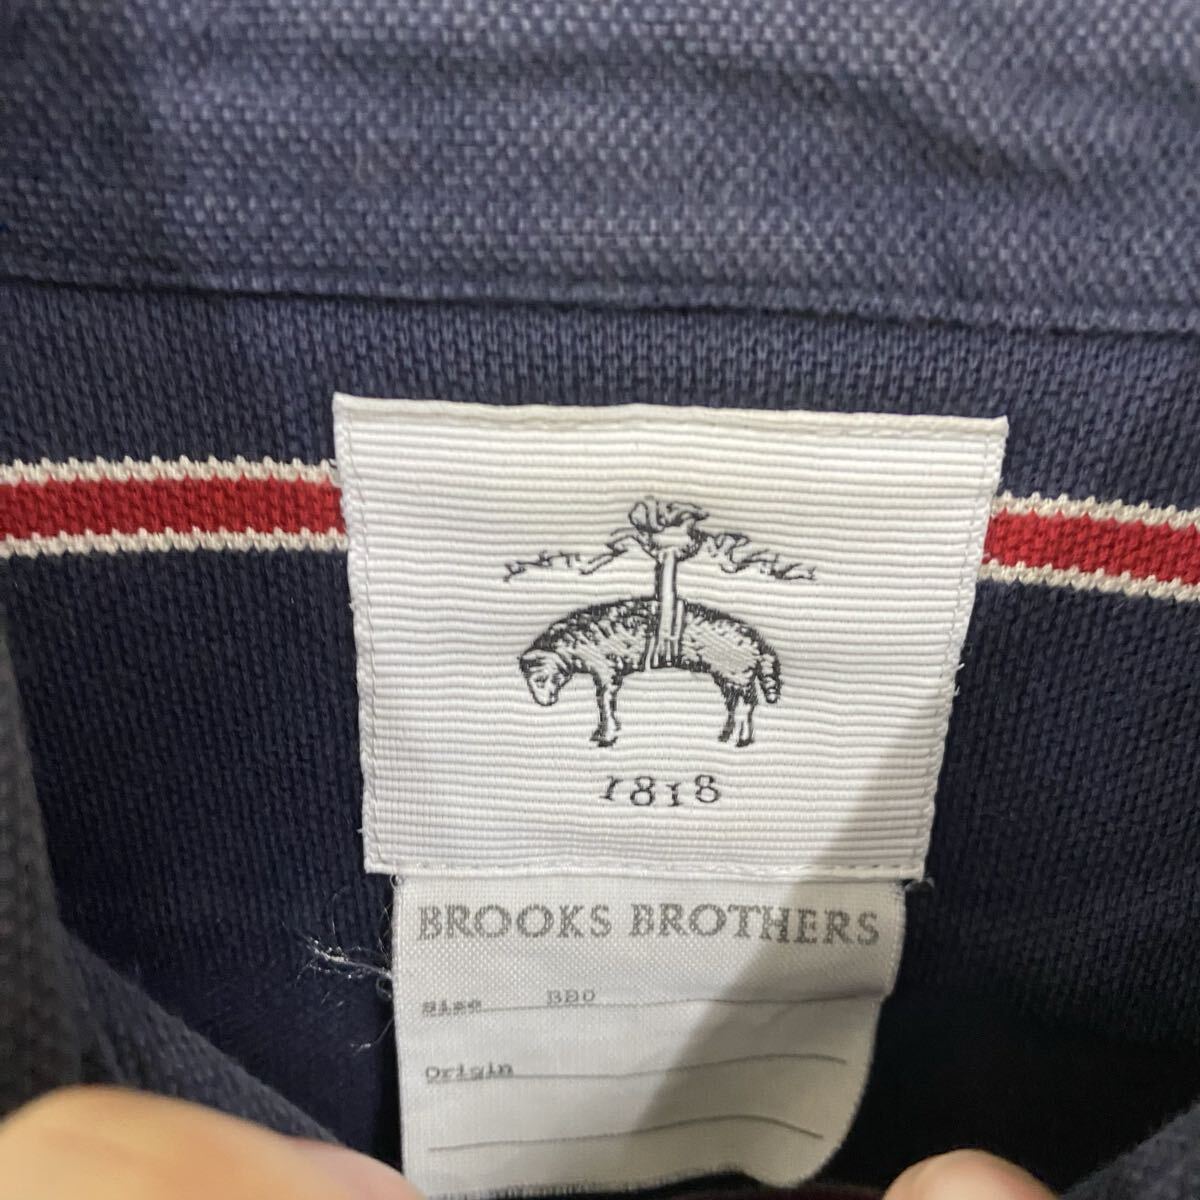 1818
BROOKS BROTHERS
Size BB0
Origin